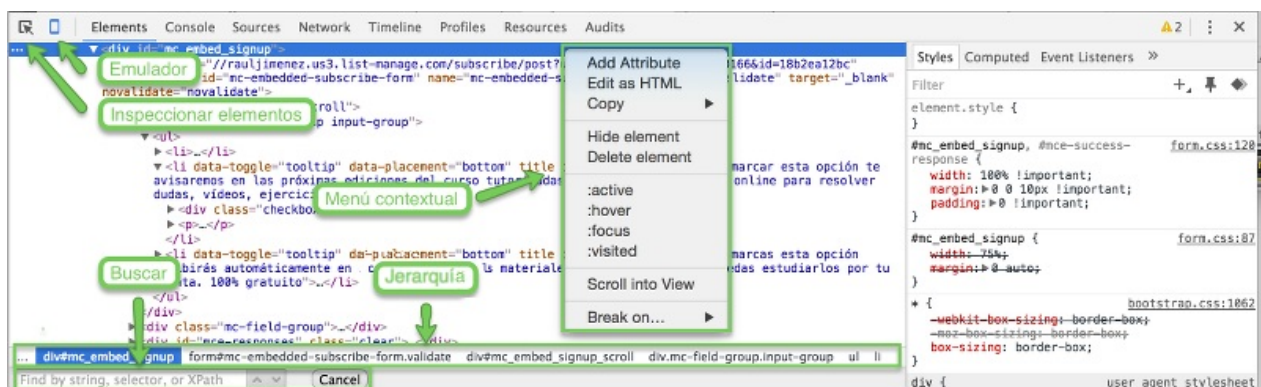 Elements Console Sources Network Timeline Profiles Resources Audits
2
... ▼<div id="mc_embed_signup">
"//rauljimenez.us3.list-manage.com/subscribe/post?
166&id=18b2ea12bc"
Emulador
id="mc-embedded-subscribe-form" name="mc-embedded-s
lidate" target="_blank"
novalidate="novalidate">
Inspeccionar elementos
roll">
p input-group">
▼<ul>
▶<li>…</li>
▼<li data-toggle="tooltip" data-placement="bottom" title
marcar esta opción te
avisaremos en las próximas ediciones del curso
online para resolver
dudas, vídeos,
Menú contextual
▶<div class="checkbo
▶<p>…</p>
</li>
▶<li data-toggle="tooltip" placement="bottom" title
marcas esta opción
Buscar
birás automáticamente en
materiale
edas estudiarlos por tu
Jerarquía
ta. 100% gratuito">…</li>
</ul>
</div>
▶<div class="mc-field-group">…</div>
<div id="mce-responses" class="clear">
Add Attribute
Edit as HTML
Copy ▶
Hide element
Delete element
:active
:hover
:focus
:visited
Scroll into View
Break on... ▶
... div#mc_embed_signup form#mc-embedded-subscribe-form.validate div#mc_embed_signup_scroll div.mc-field-group.input-group ul li
Find by string, selector, or XPath Cancel
Styles Computed Event Listeners »
Filter
element.style {
}
#mc_embed_signup, #mce-success-response { form.css:120
width: 100% !important;
margin:▶0 0 10px !important;
padding:▶0 !important;
}
#mc_embed_signup { form.css:87
width: 75%;
margin:▶0 auto;
}
* { bootstrap.css:1062
-webkit-box-sizing: border-box;
-moz-box-sizing: border-box;
box-sizing: border-box;
}
div { user agent stylesheet